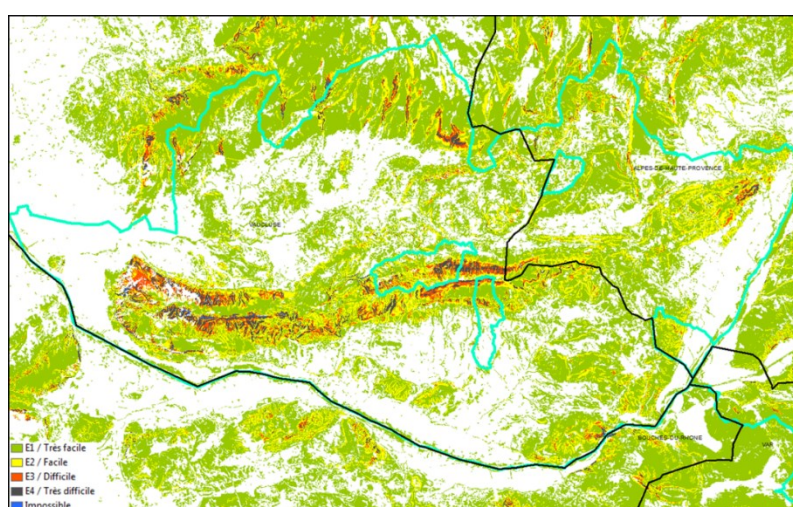 ALPES-DE-HAUTE-PROVENCE
VAUCLUSE
BOUCHES-DU-RHONE
VAR
E1 / Très facile
E2 / Facile
E3 / Difficile
E4 / Très difficile
Impossible